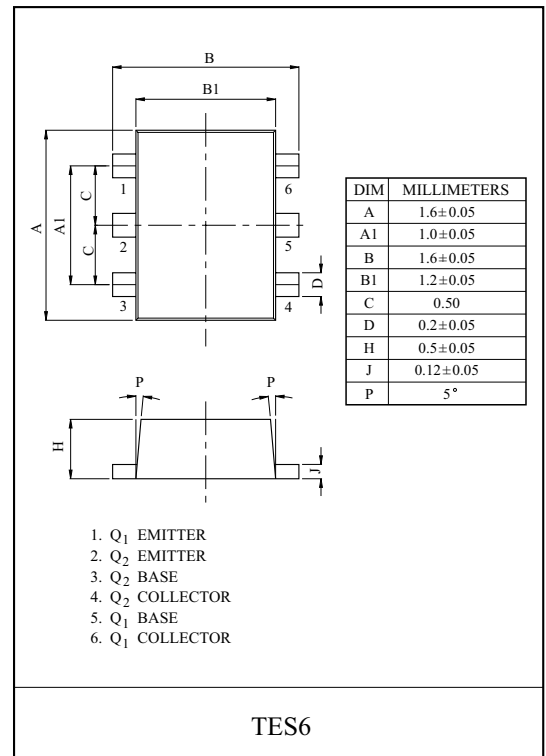 B
B1
A
A1
C
C
1
2
3
6
5
4
D
DIM MILLIMETERS
A 1.6±0.05
A1 1.0±0.05
B 1.6±0.05
B1 1.2±0.05
C 0.50
D 0.2±0.05
H 0.5±0.05
J 0.12±0.05
P 5°
P P
H
J
1. Q1 EMITTER
2. Q2 EMITTER
3. Q2 BASE
4. Q2 COLLECTOR
5. Q1 BASE
6. Q1 COLLECTOR
TES6